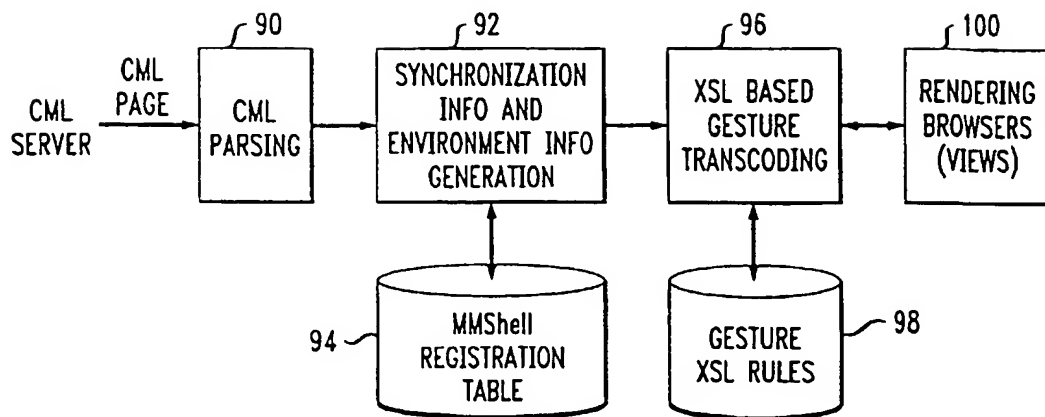 90
92
96
100
CML
PAGE
CML
SERVER
CML
PARSING
SYNCHRONIZATION
INFO AND
ENVIRONMENT INFO
GENERATION
XSL BASED
GESTURE
TRANSCODING
RENDERING
BROWSERS
(VIEWS)
94
MMShell
REGISTRATION
TABLE
GESTURE
XSL RULES
98